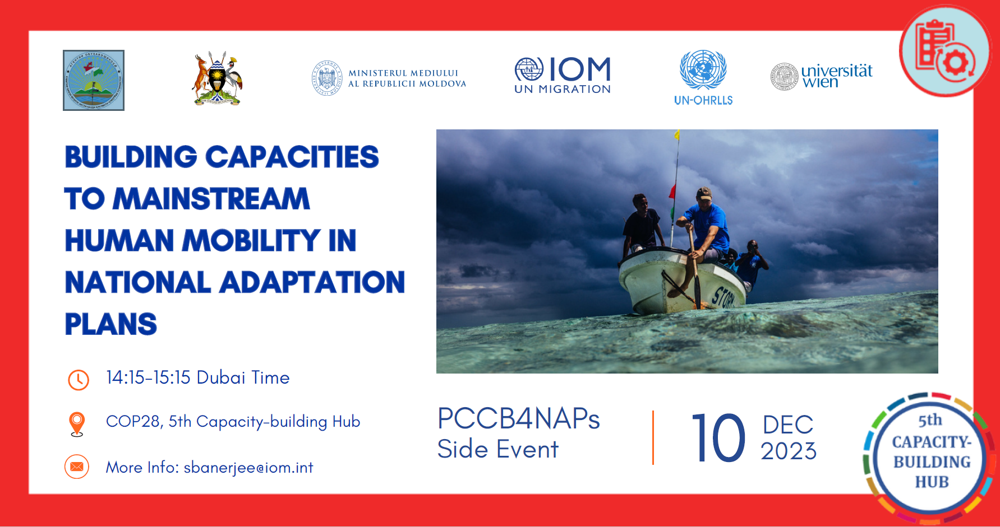 MINISTERUL MEDIULUI
AL REPUBLICII MOLDOVA
IOM
UN MIGRATION
UN-OHRLLS
universität
wien
BUILDING CAPACITIES
TO MAINSTREAM
HUMAN MOBILITY IN
NATIONAL ADAPTATION
PLANS
STORM
14:15-15:15 Dubai Time
COP28, 5th Capacity-building Hub
More Info: sbanerjee@iom.int
PCCB4NAPs
Side Event
10
DEC
2023
5th
CAPACITY-
BUILDING
HUB